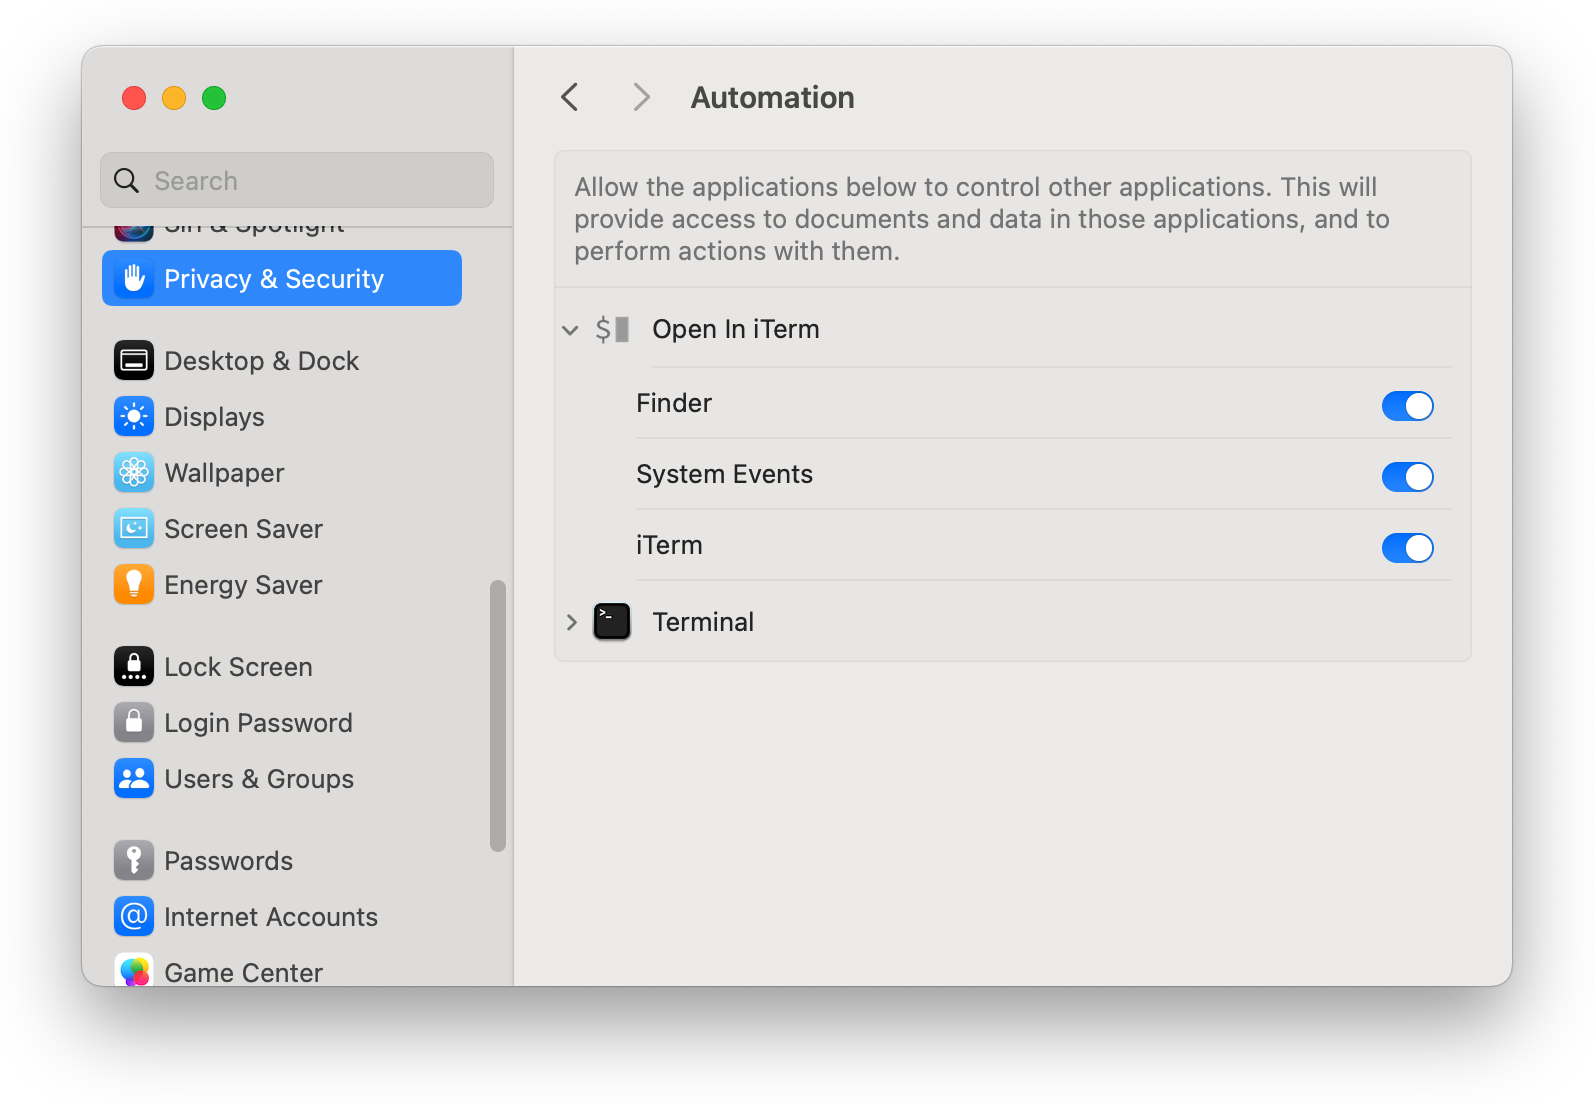 Search
Siri & Spotlight
Privacy & Security
Desktop & Dock
Displays
Wallpaper
Screen Saver
Energy Saver
Lock Screen
Login Password
Users & Groups
Passwords
Internet Accounts
Game Center
Automation
Allow the applications below to control other applications. This will
provide access to documents and data in those applications, and to
perform actions with them.
$ Open In iTerm
Finder
System Events
iTerm
>_ Terminal